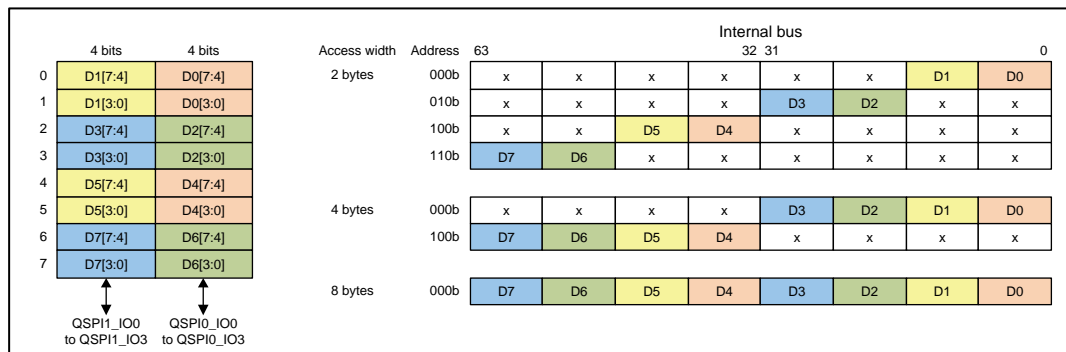 4 bits 4 bits
0 D1[7:4] D0[7:4]
1 D1[3:0] D0[3:0]
2 D3[7:4] D2[7:4]
3 D3[3:0] D2[3:0]
4 D5[7:4] D4[7:4]
5 D5[3:0] D4[3:0]
6 D7[7:4] D6[7:4]
7 D7[3:0] D6[3:0]
QSPI1_IO0 QSPI0_IO0
to QSPI1_IO3 to QSPI0_IO3
Internal bus
Access width Address 63 32 31 0
2 bytes 000b x x x x x x D1 D0
010b x x x x D3 D2 x x
100b x x D5 D4 x x x x
110b D7 D6 x x x x x x
4 bytes 000b x x x x D3 D2 D1 D0
100b D7 D6 D5 D4 x x x x
8 bytes 000b D7 D6 D5 D4 D3 D2 D1 D0